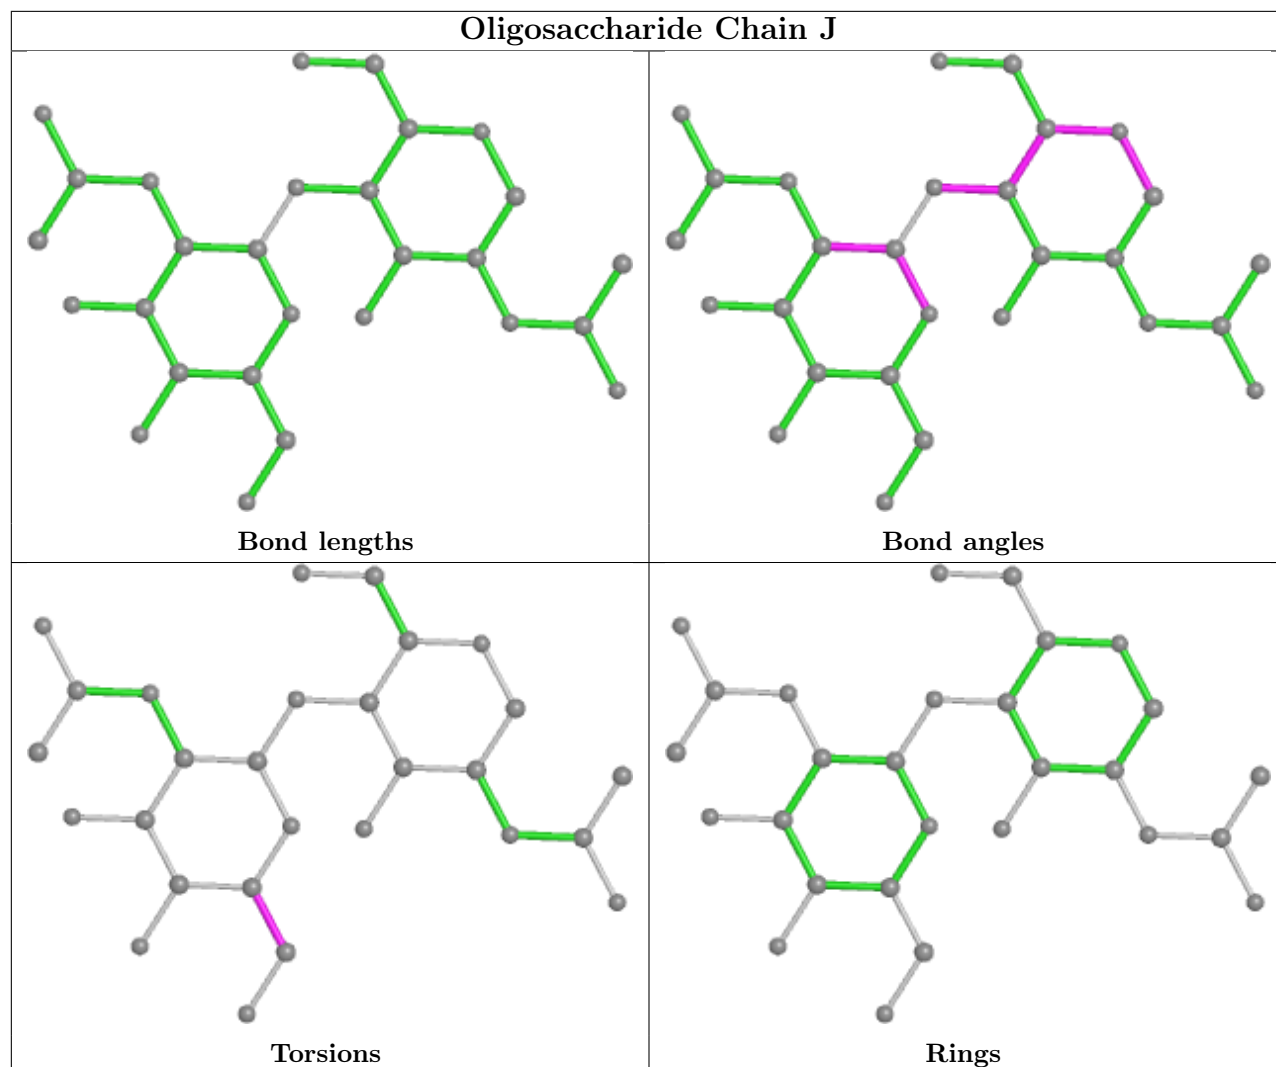 Oligosaccharide Chain J
Bond lengths
Bond angles
Torsions
Rings